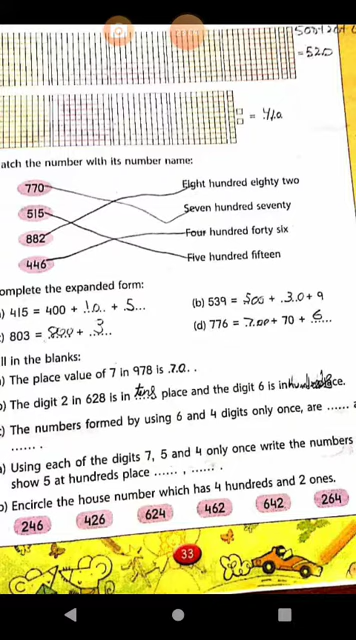 500+20+0
= 520
= 410
atch the number with its number name:
770 Eight hundred eighty two
515 Seven hundred seventy
882 Four hundred forty six
446 Five hundred fifteen
omplete the expanded form:
) 415 = 400 + .10.. + .5... (b) 539 = 500 + .3.0+ 9
) 803 = 800 + .3... (d) 776 = 700 + 70 + 6
ll in the blanks:
) The place value of 7 in 978 is .70. .
) The digit 2 in 628 is in tens place and the digit 6 is in hundreds place.
) The numbers formed by using 6 and 4 digits only once, are ......
...... .
) Using each of the digits 7, 5 and 4 only once write the numbers
show 5 at hundreds place ...... , ...... .
) Encircle the house number which has 4 hundreds and 2 ones.
246 426 624 462 642 264
33